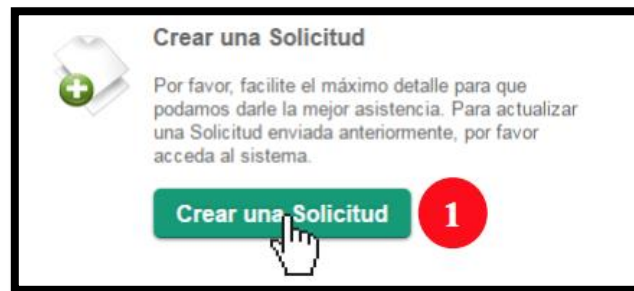 Crear una Solicitud
Por favor, facilite el máximo detalle para que
podamos darle la mejor asistencia. Para actualizar
una Solicitud enviada anteriormente, por favor
acceda al sistema.
Crear una Solicitud
1